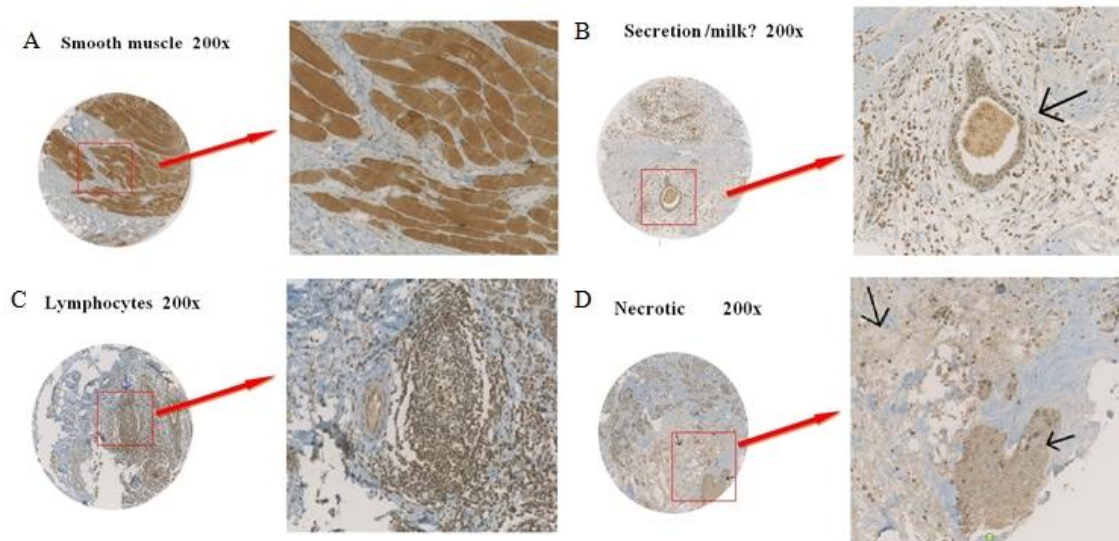 A Smooth muscle 200x
B Secretion /milk? 200x
C Lymphocytes 200x
D Necrotic 200x